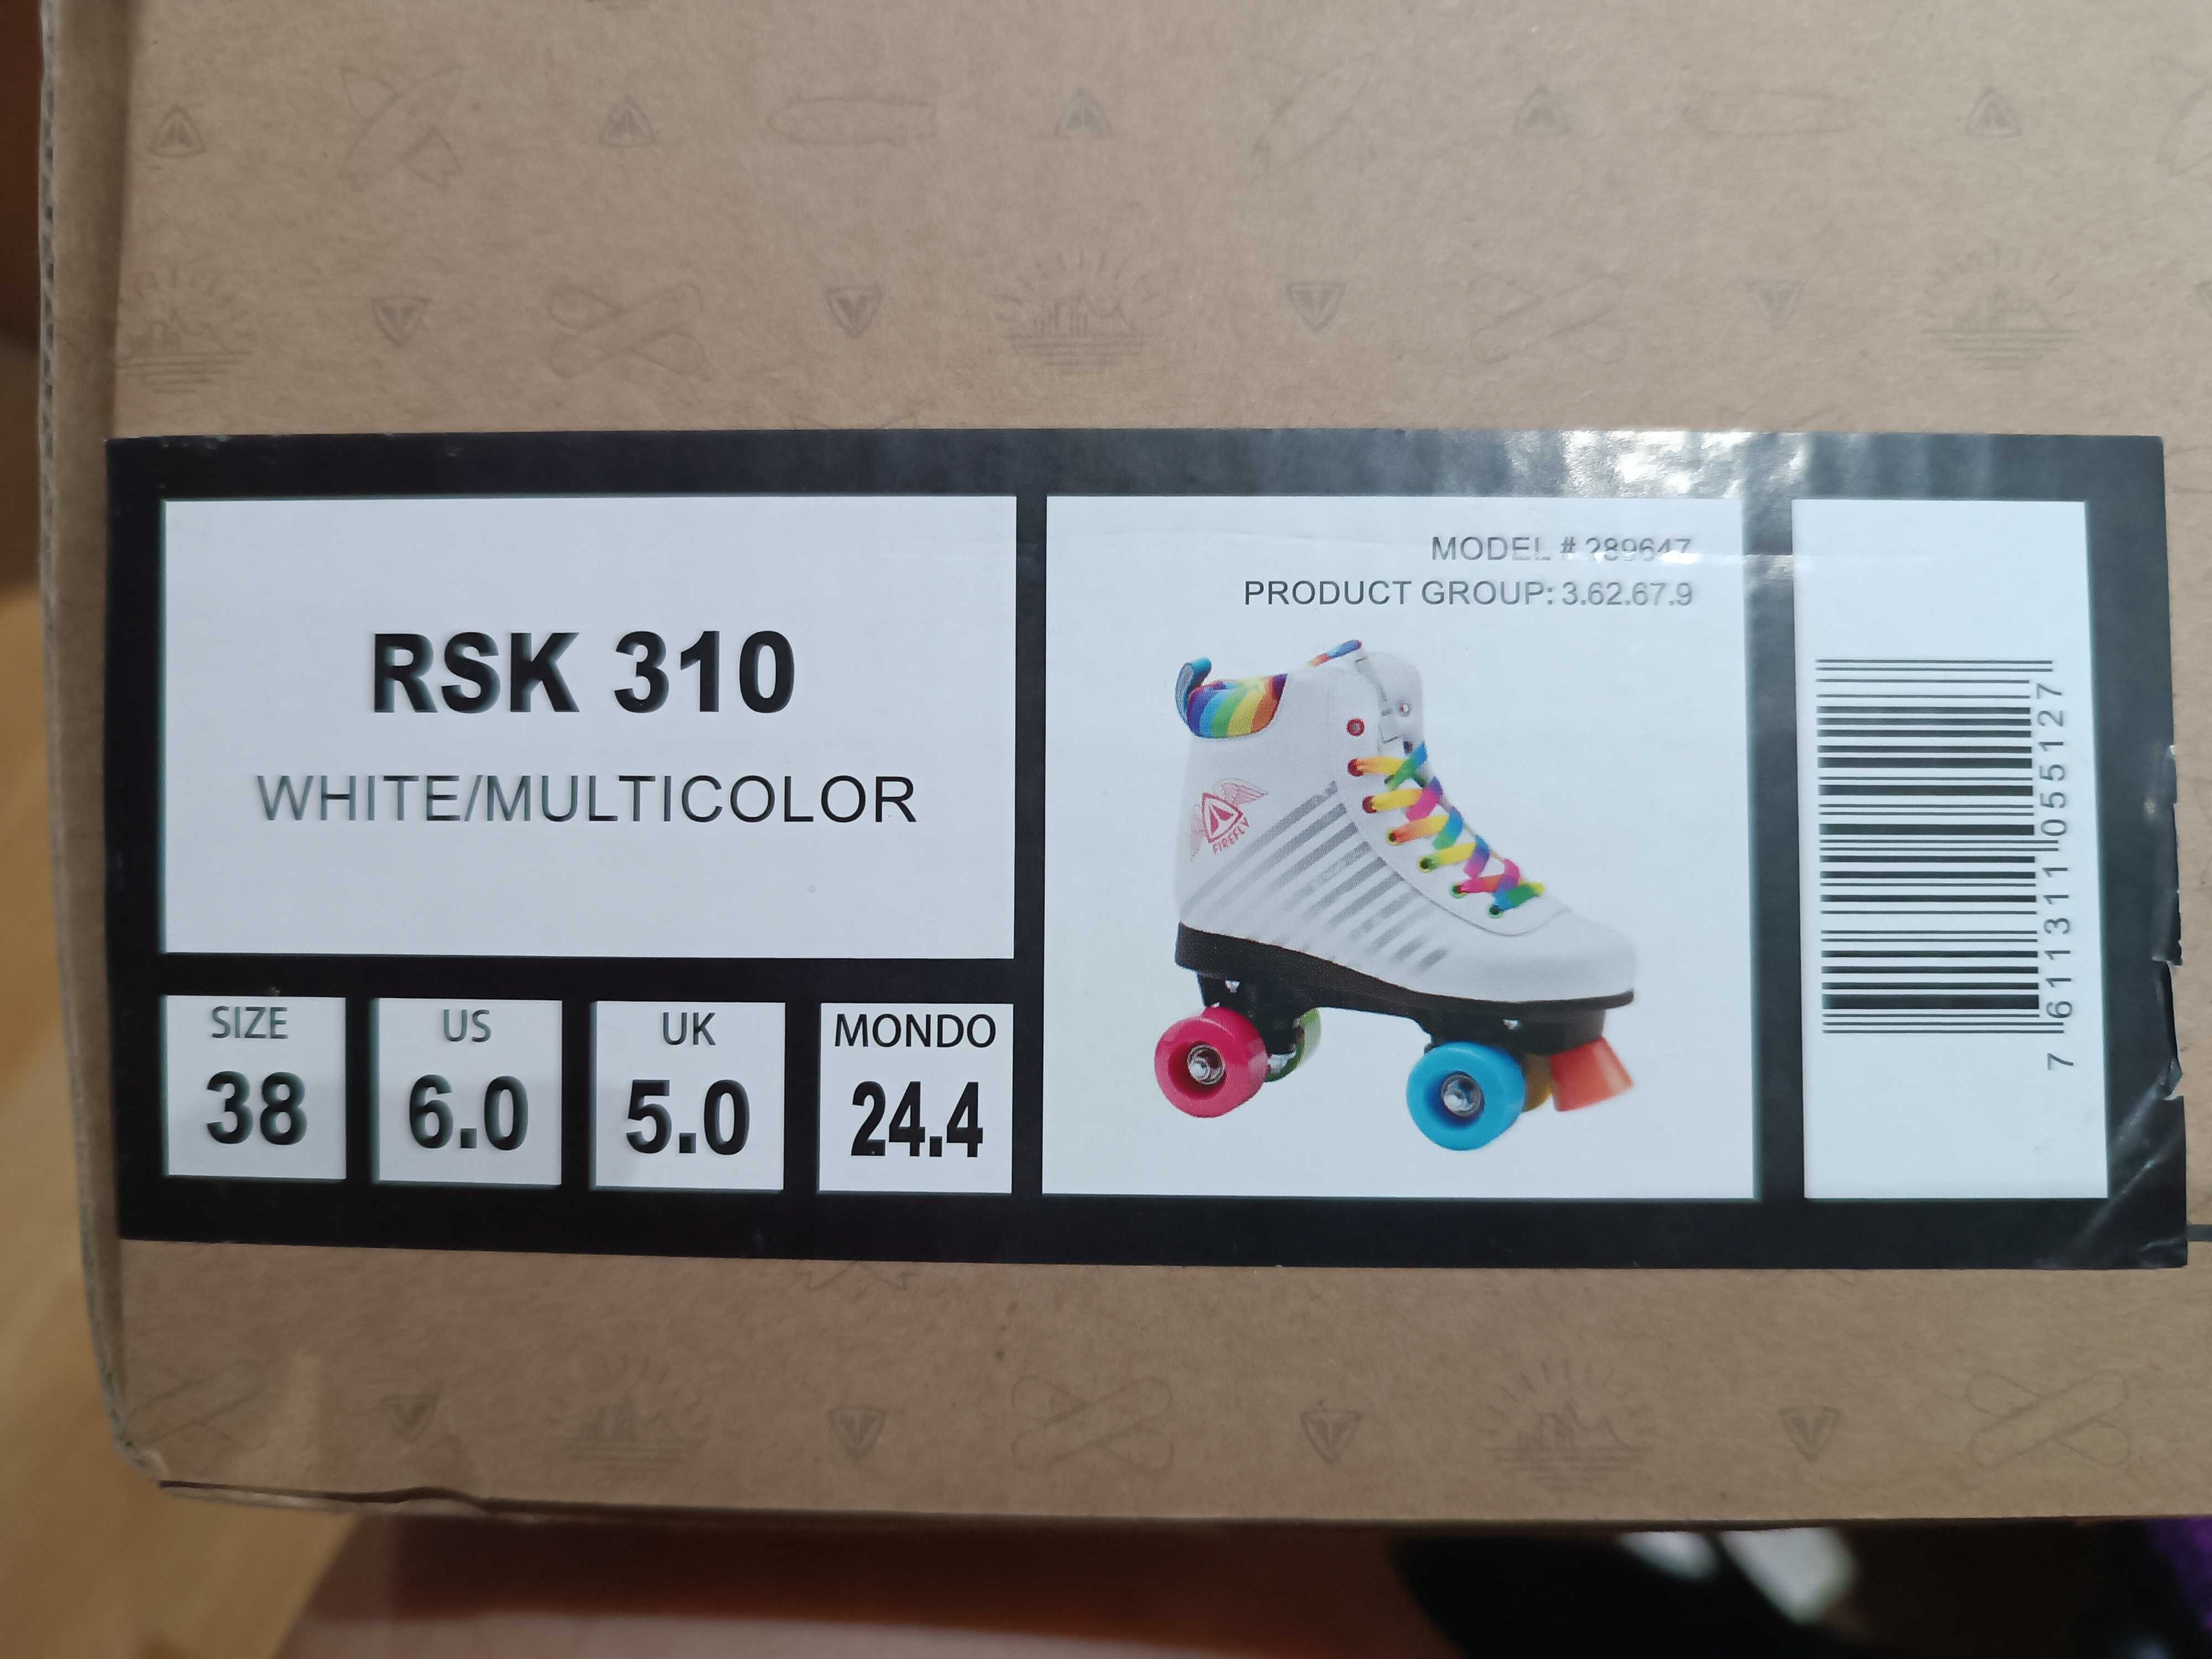 RSK 310
WHITE/MULTICOLOR
SIZE
38
US
6.0
UK
5.0
MONDO
24.4
MODEL # 289647
PRODUCT GROUP: 3.62.67.9
FIREFLY
7 611311 055127